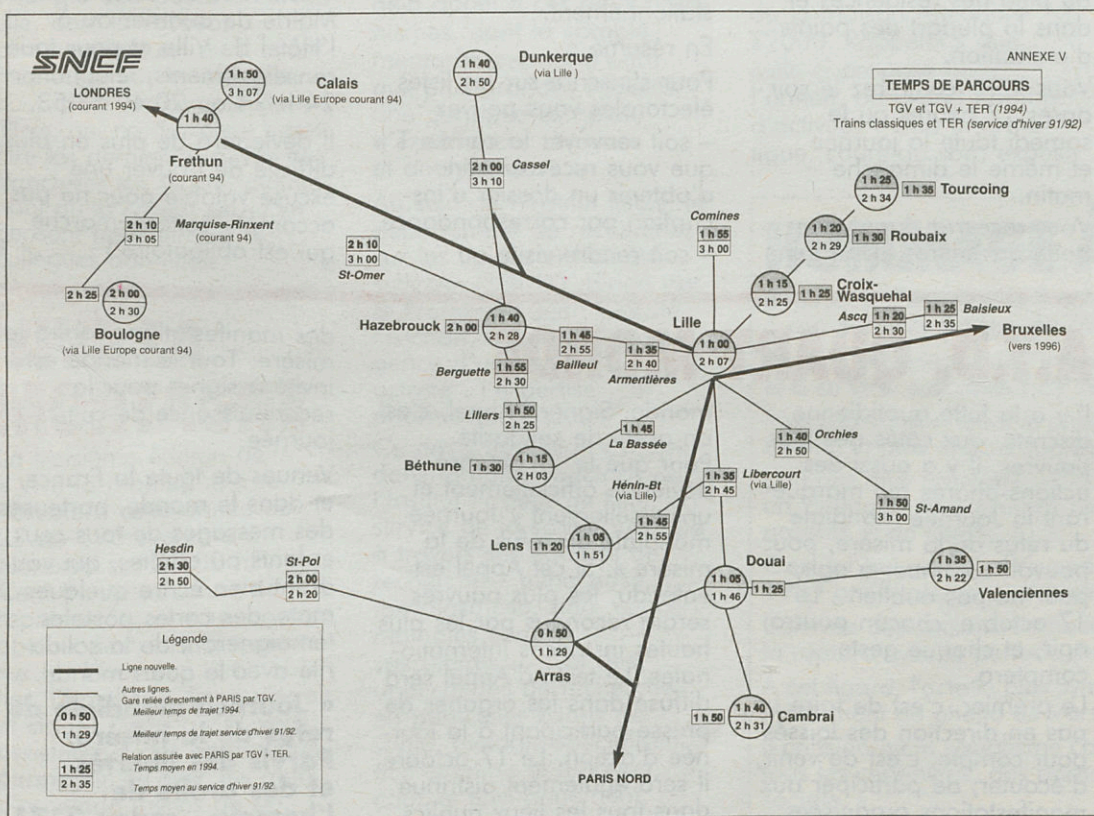 SNCF
ANNEXE V
TEMPS DE PARCOURS
TGV et TGV + TER (1994)
Trains classiques et TER (service d'hiver 91/92)
LONDRES
(courant 1994)
1 h 50
3 h 07
Calais
(via Lille Europe courant 94)
1 h 40
2 h 50
Dunkerque
(via Lille )
1 h 40
Frethun
(courant 94)
2 h 00
3 h 10
Cassel
1 h 25
2 h 34
1 h 35
Tourcoing
2 h 10
3 h 05
Marquise-Rinxent
(courant 94)
Comines
1 h 55
3 h 00
1 h 20
2 h 29
1 h 30
Roubaix
2 h 10
3 h 00
St-Omer
2 h 25
2 h 00
2 h 30
Boulogne
(via Lille Europe courant 94)
1 h 15
2 h 25
1 h 25
Croix-
Wasquehal
Hazebrouck
2 h 00
1 h 40
2 h 28
Lille
1 h 00
2 h 07
Ascq
1 h 20
2 h 30
1 h 25
2 h 35
Baisieux
Bruxelles
(vers 1996)
1 h 45
2 h 55
Bailleul
1 h 35
2 h 40
Armentières
Berguette
1 h 55
2 h 30
Lillers
1 h 50
2 h 25
1 h 45
La Bassée
1 h 40
2 h 50
Orchies
Béthune
1 h 30
1 h 15
2 H 03
Hénin-Bt
(via Lille)
1 h 45
2 h 55
1 h 35
2 h 45
Libercourt
(via Lille)
1 h 50
3 h 00
St-Amand
Lens
1 h 20
1 h 05
1 h 51
Hesdin
2 h 30
2 h 50
St-Pol
2 h 00
2 h 20
Douai
1 h 05
1 h 46
1 h 25
1 h 35
2 h 22
1 h 50
Valenciennes
0 h 50
1 h 29
Arras
1 h 50
1 h 40
2 h 31
Cambrai
PARIS NORD
Légende
Ligne nouvelle.
Autres lignes.
Gare reliée directement à PARIS par TGV.
0 h 50
Meilleur temps de trajet 1994.
1 h 29
Meilleur temps de trajet service d'hiver 91/92.
Relation assurée avec PARIS par TGV + TER.
1 h 25
Temps moyen en 1994.
2 h 35
Temps moyen au service d'hiver 91/92.